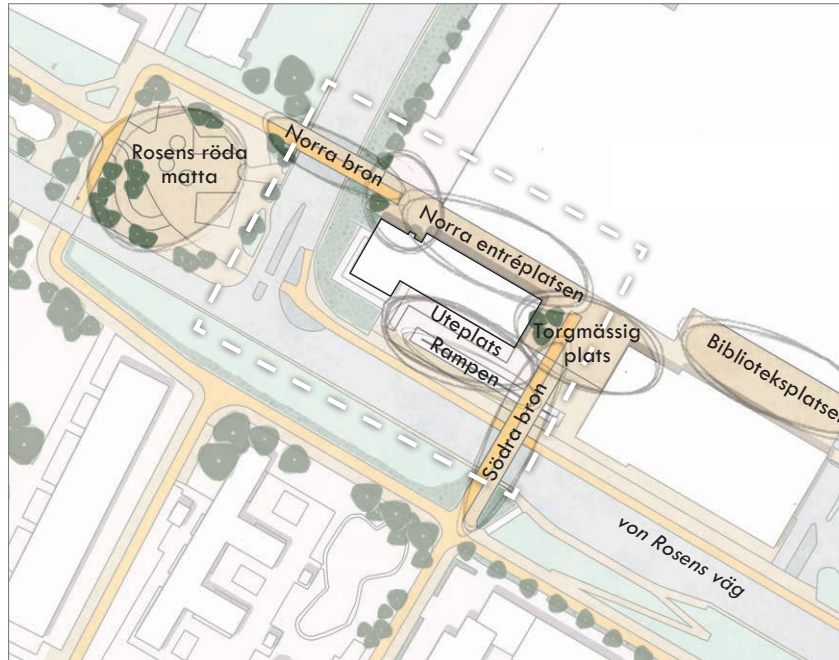 Rosens röda
matta
Norra bron
Norra entréplatsen
Uteplats
Rampen
Torgmässig
plats
Biblioteksplatsen
Södra bron
von Rosens väg